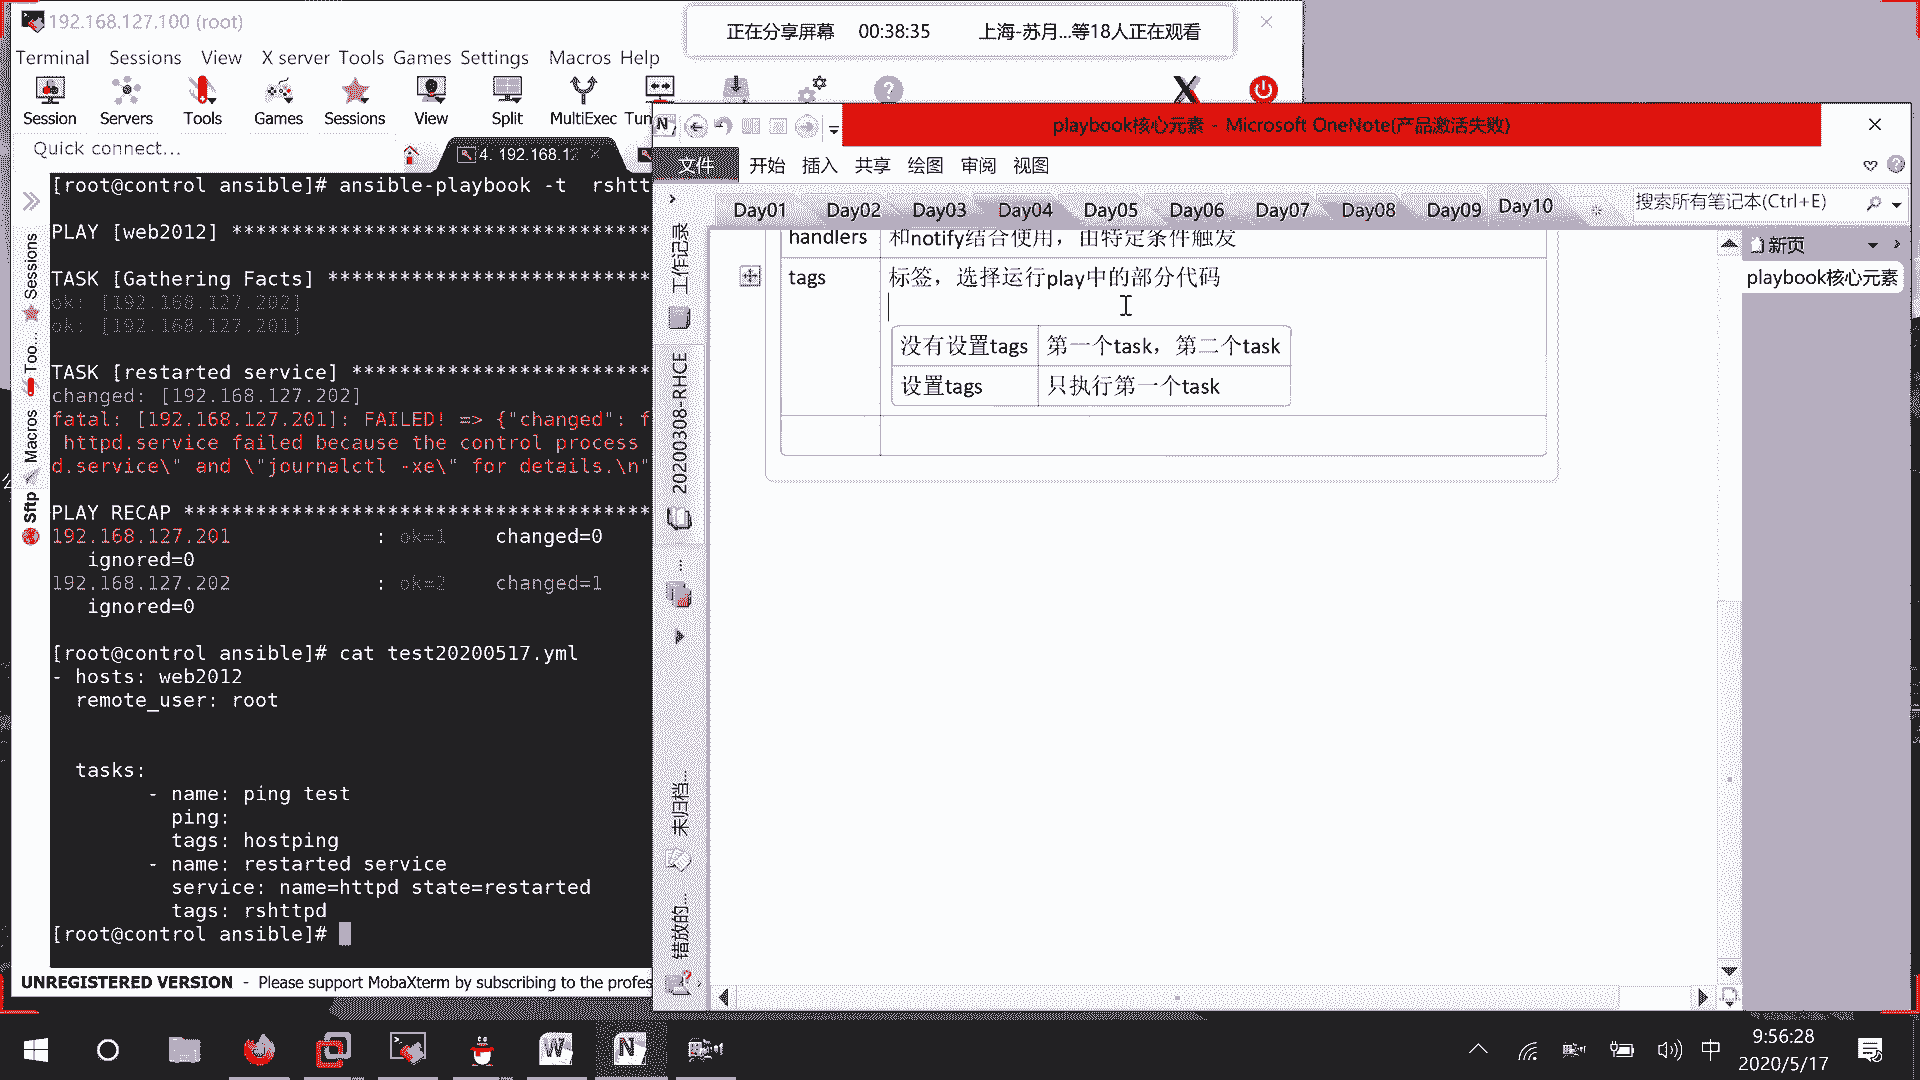 192.168.127.100 (root)
正在分享屏幕 00:38:35 上海-苏月...等18人正在观看
Terminal Sessions View X server Tools Games Settings Macros Help
Session Servers Tools Games Sessions View Split MultiExec Tun
Quick connect...
4. 192.168.12
Sessions
Too...
Macros
Sftp
[root@control ansible]# ansible-playbook -t  rshtt
PLAY [web2012] *************************************
TASK [Gathering Facts] *****************************
ok: [192.168.127.202]
ok: [192.168.127.201]
TASK [restarted service] ***************************
changed: [192.168.127.202]
fatal: [192.168.127.201]: FAILED! => {"changed": f
httpd.service failed because the control process
d.service\" and \"journalctl -xe\" for details.\n"
PLAY RECAP *****************************************
192.168.127.201 : ok=1 changed=0
ignored=0
192.168.127.202 : ok=2 changed=1
ignored=0
[root@control ansible]# cat test20200517.yml
- hosts: web2012
remote_user: root
tasks:
- name: ping test
ping:
tags: hostping
- name: restarted service
service: name=httpd state=restarted
tags: rshttpd
[root@control ansible]#
UNREGISTERED VERSION - Please support MobaXterm by subscribing to the profes
playbook核心元素 - Microsoft OneNote(产品激活失败)
文件 开始 插入 共享 绘图 审阅 视图
Day01 Day02 Day03 Day04 Day05 Day06 Day07 Day08 Day09 Day10
搜索所有笔记本(Ctrl+E)
工作记录
20200308-RHCE
...
未归档...
错放的...
handlers 和notify结合使用，由特定条件触发
tags 标签，选择运行play中的部分代码
没有设置tags 第一个task，第二个task
设置tags 只执行第一个task
新页
playbook核心元素
中
9:56:28
2020/5/17